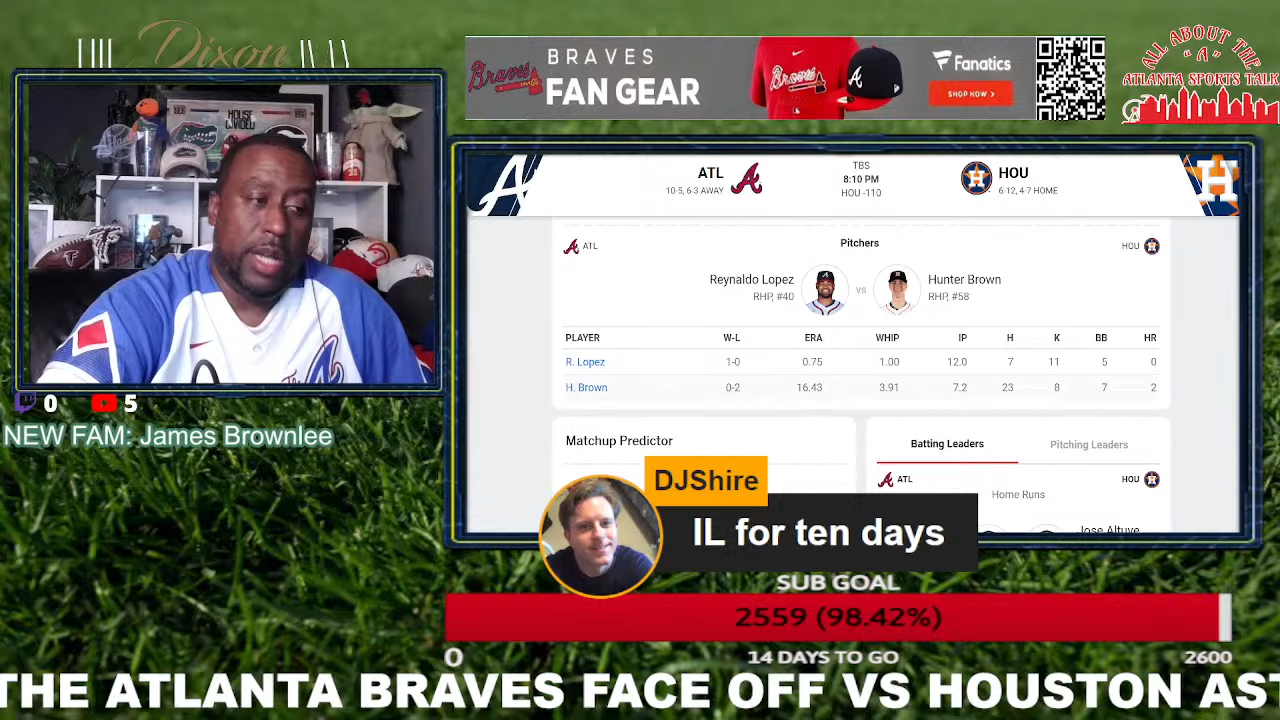 Dixon
BRAVES
FAN GEAR
Braves
Braves
Fanatics
SHOP NOW >
ALL ABOUT THE
"A"
ATLANTA SPORTS TALK
HOUSE
DIVIDED
ATL
10-5, 6-3 AWAY
TBS
8:10 PM
HOU -110
HOU
6-12, 4-7 HOME
ATL
Pitchers
HOU
Reynaldo Lopez
RHP, #40
vs
Hunter Brown
RHP, #58
PLAYER W-L ERA WHIP IP H K BB HR
R. Lopez 1-0 0.75 1.00 12.0 7 11 5 0
H. Brown 0-2 16.43 3.91 7.2 23 8 7 2
Matchup Predictor
Batting Leaders
Pitching Leaders
ATL
HOU
Home Runs
Jose Altuve
0
5
NEW FAM: James Brownlee
DJShire
IL for ten days
SUB GOAL
2559 (98.42%)
0
14 DAYS TO GO
2600
THE ATLANTA BRAVES FACE OFF VS HOUSTON AST